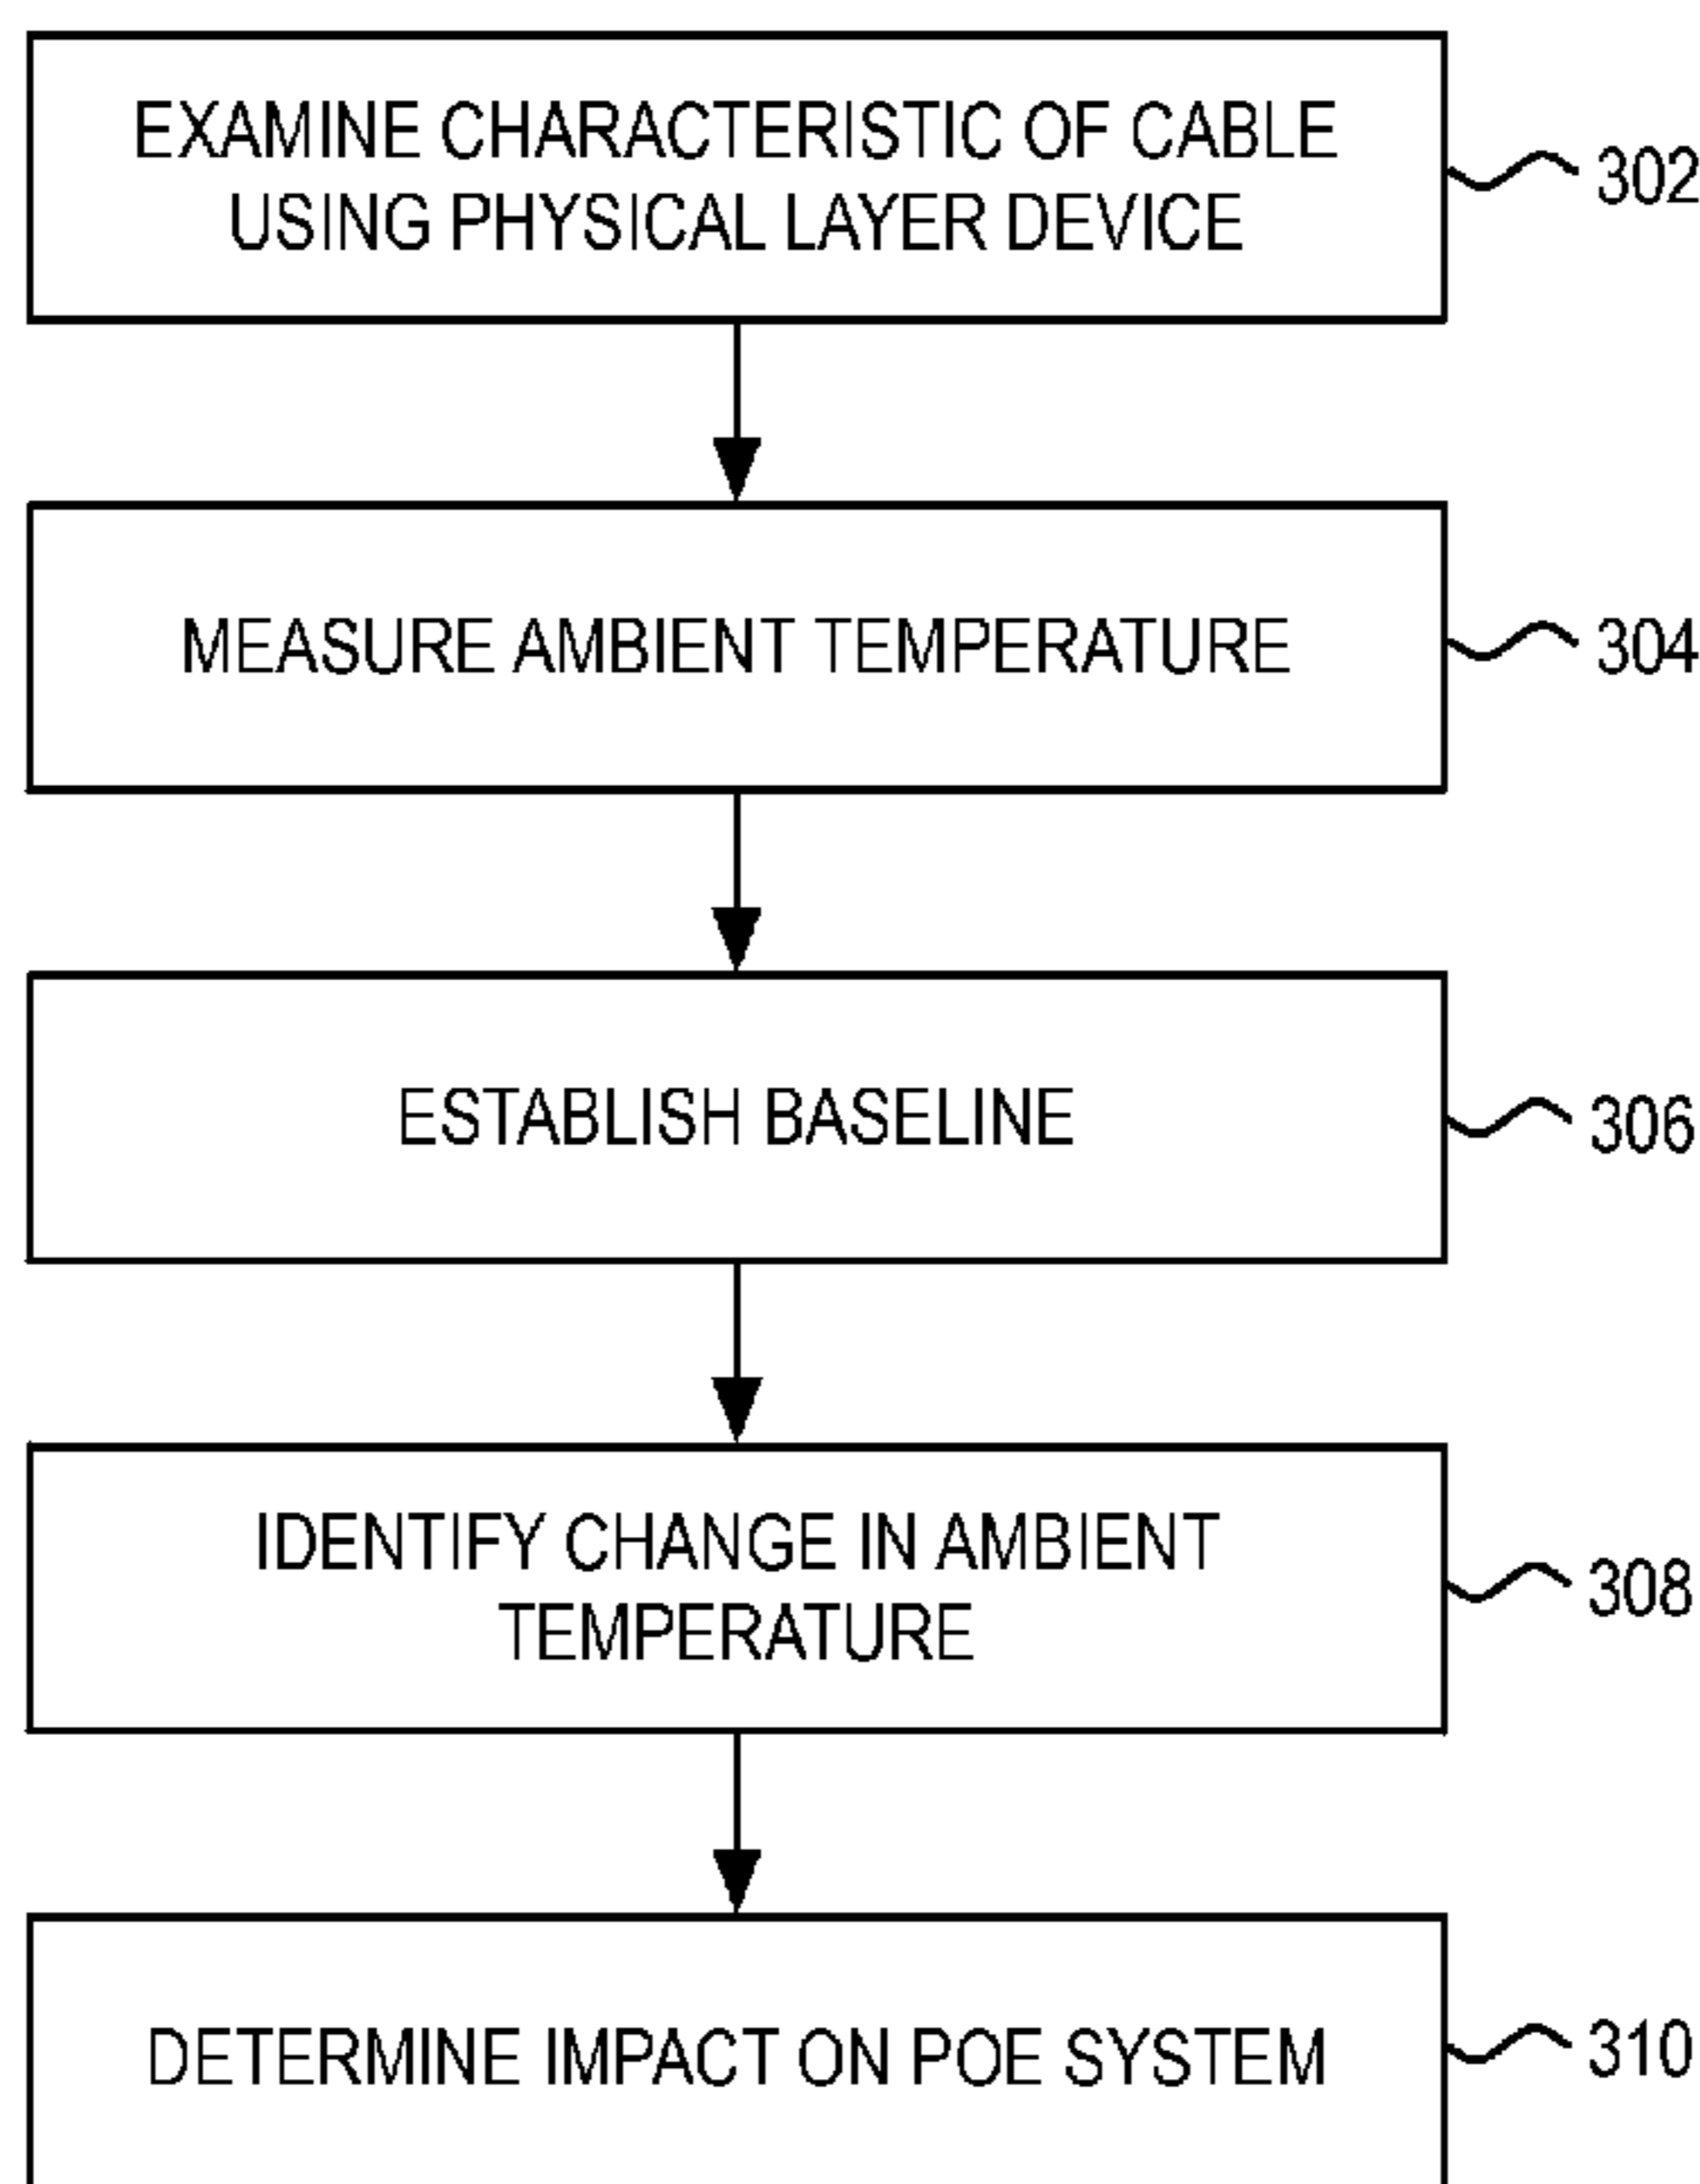 EXAMINE CHARACTERISTIC OF CABLE
USING PHYSICAL LAYER DEVICE
302
MEASURE AMBIENT TEMPERATURE
304
ESTABLISH BASELINE
306
IDENTIFY CHANGE IN AMBIENT
TEMPERATURE
308
DETERMINE IMPACT ON POE SYSTEM
310